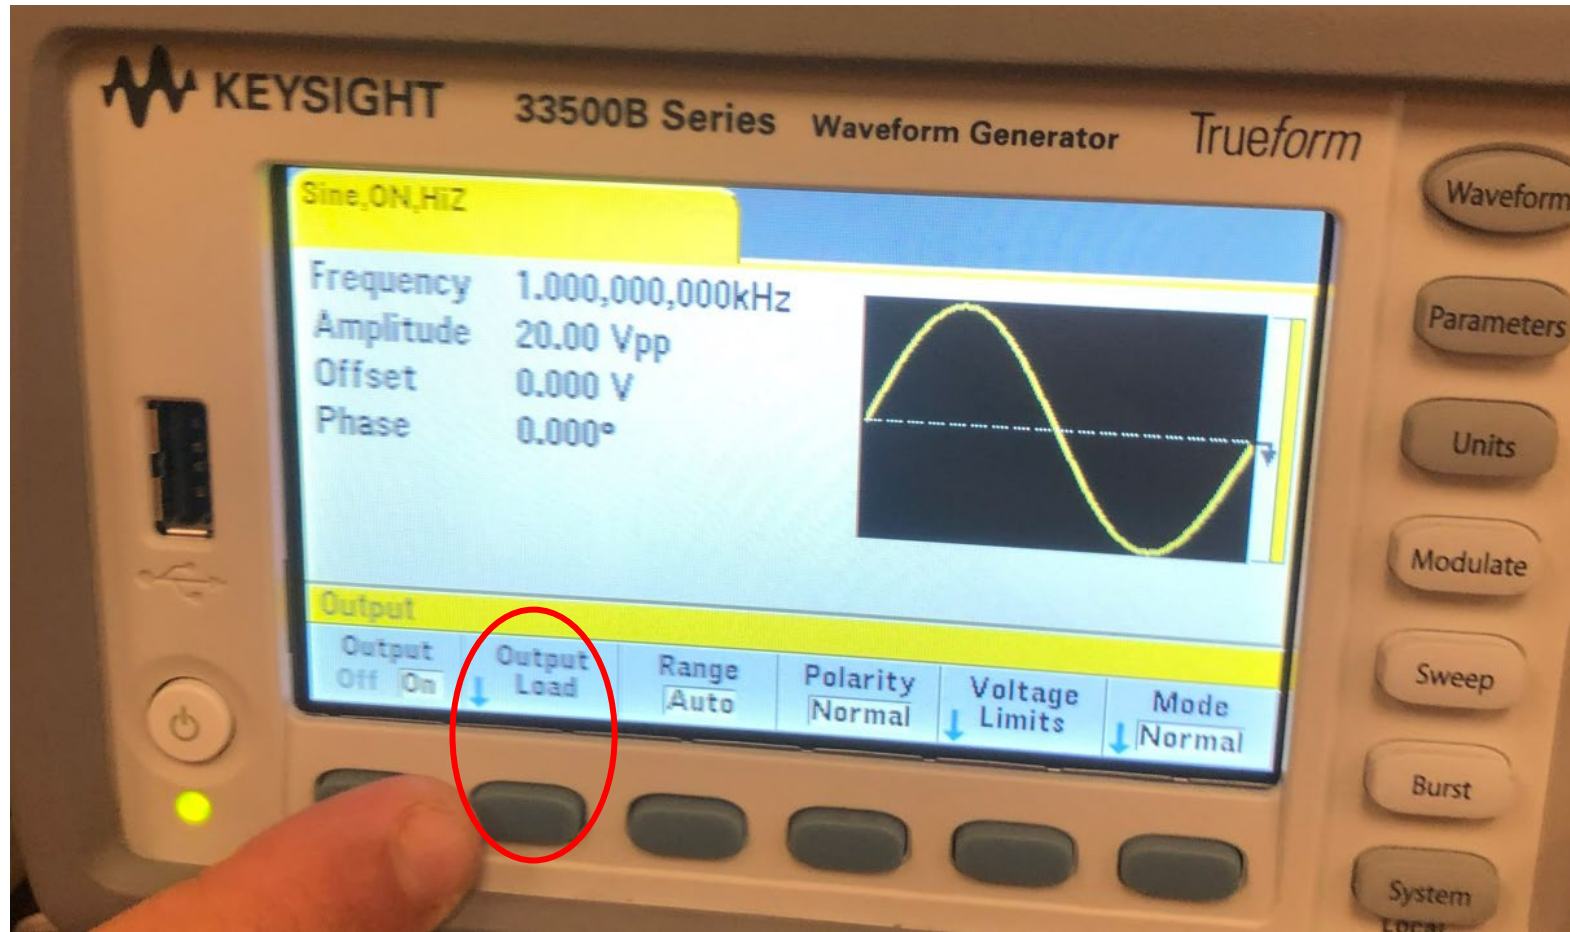 KEYSIGHT 33500B Series Waveform Generator Trueform
Sine,ON,HiZ
Frequency 1.000,000,000kHz
Amplitude 20.00 Vpp
Offset 0.000 V
Phase 0.000°
Output
Output Off On
Output Load
Range Auto
Polarity Normal
Voltage Limits
Mode Normal
Waveform
Parameters
Units
Modulate
Sweep
Burst
System
Local